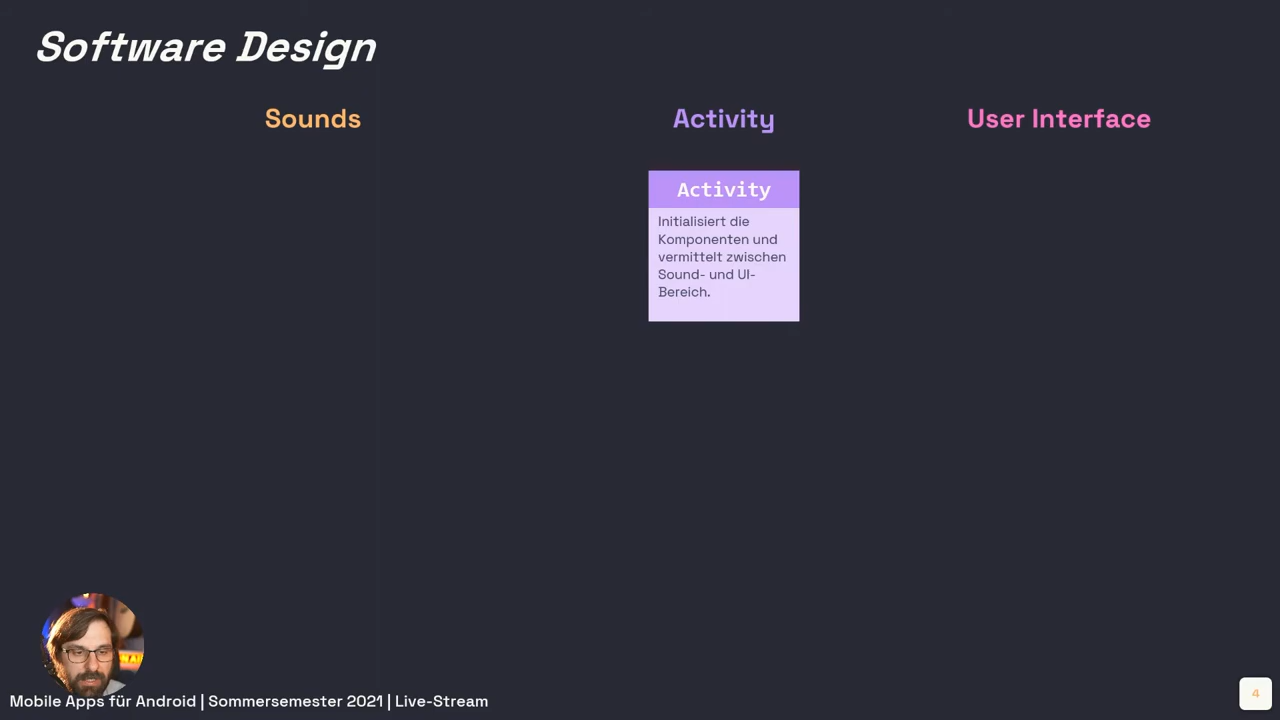 Software Design
Sounds
Activity
User Interface
Activity
Initialisiert die
Komponenten und
vermittelt zwischen
Sound- und UI-
Bereich.
Mobile Apps für Android | Sommersemester 2021 | Live-Stream
4